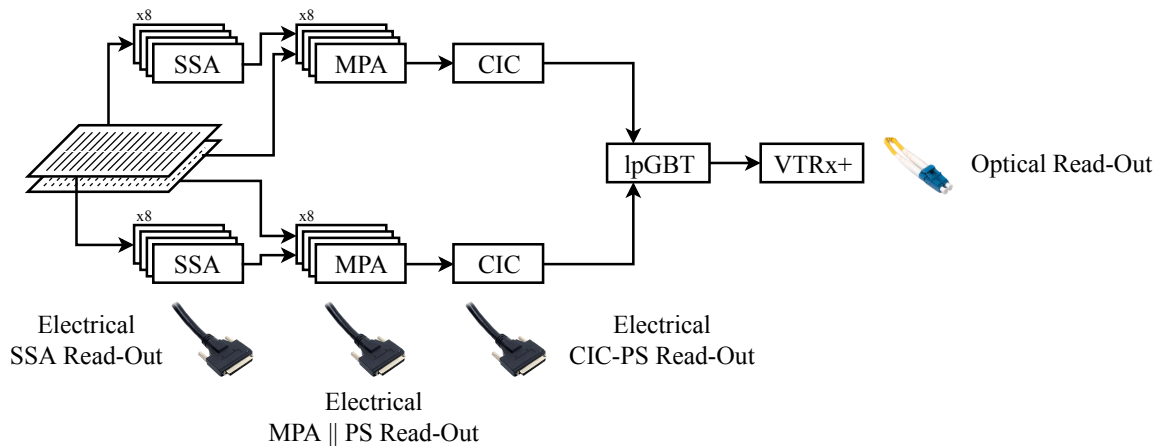 x8
x8
SSA
MPA
CIC
lpGBT
VTRx+
Optical Read-Out
x8
x8
SSA
MPA
CIC
Electrical
SSA Read-Out
Electrical
CIC-PS Read-Out
Electrical
MPA || PS Read-Out